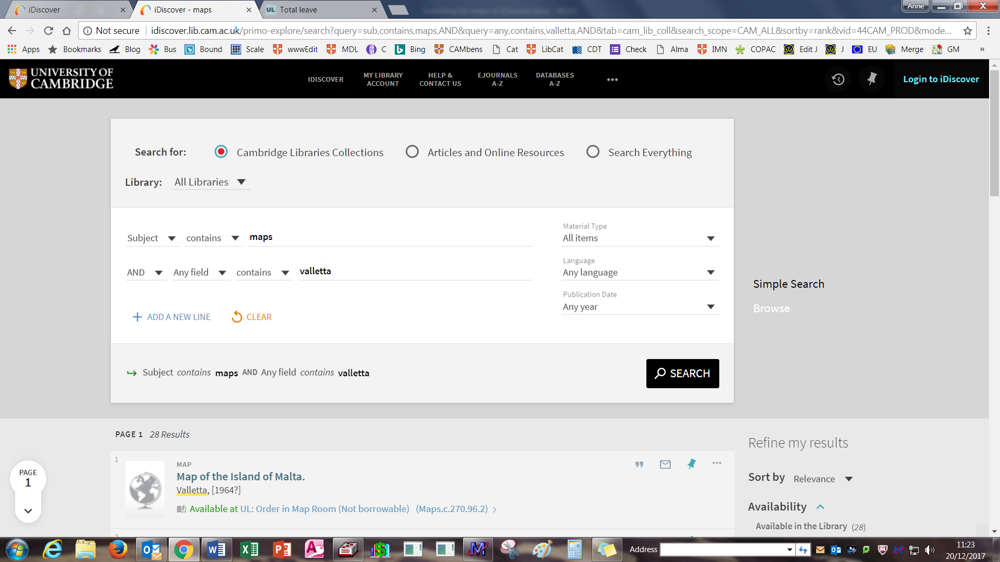 iDiscover
iDiscover - maps
UL Total leave
Anne
Not secure
idiscover.lib.cam.ac.uk/primo-explore/search?query=sub,contains,maps,AND&query=any,contains,valletta,AND&tab=cam_lib_coll&search_scope=CAM_ALL&sortby=rank&vid=44CAM_PROD&mode...
Apps Bookmarks Blog Bus Bound Scale wwwEdit MDL C Bing CAMbens Cat LibCat CDT Check Alma IMN COPAC Edit J J EU Merge GM »
UNIVERSITY OF
CAMBRIDGE
IDISCOVER
MY LIBRARY
ACCOUNT
HELP &
CONTACT US
EJOURNALS
A-Z
DATABASES
A-Z
Login to iDiscover
Search for: Cambridge Libraries Collections Articles and Online Resources Search Everything
Library: All Libraries
Subject contains maps
AND Any field contains valletta
ADD A NEW LINE CLEAR
Material Type
All items
Language
Any language
Publication Date
Any year
Simple Search
Browse
Subject contains maps AND Any field contains valletta
SEARCH
PAGE 1 28 Results
PAGE
1
1
MAP
Map of the Island of Malta.
Valletta, [1964?]
Available at UL: Order in Map Room (Not borrowable) (Maps.c.270.96.2)
Refine my results
Sort by Relevance
Availability
Available in the Library (28)
Address
11:23
20/12/2017